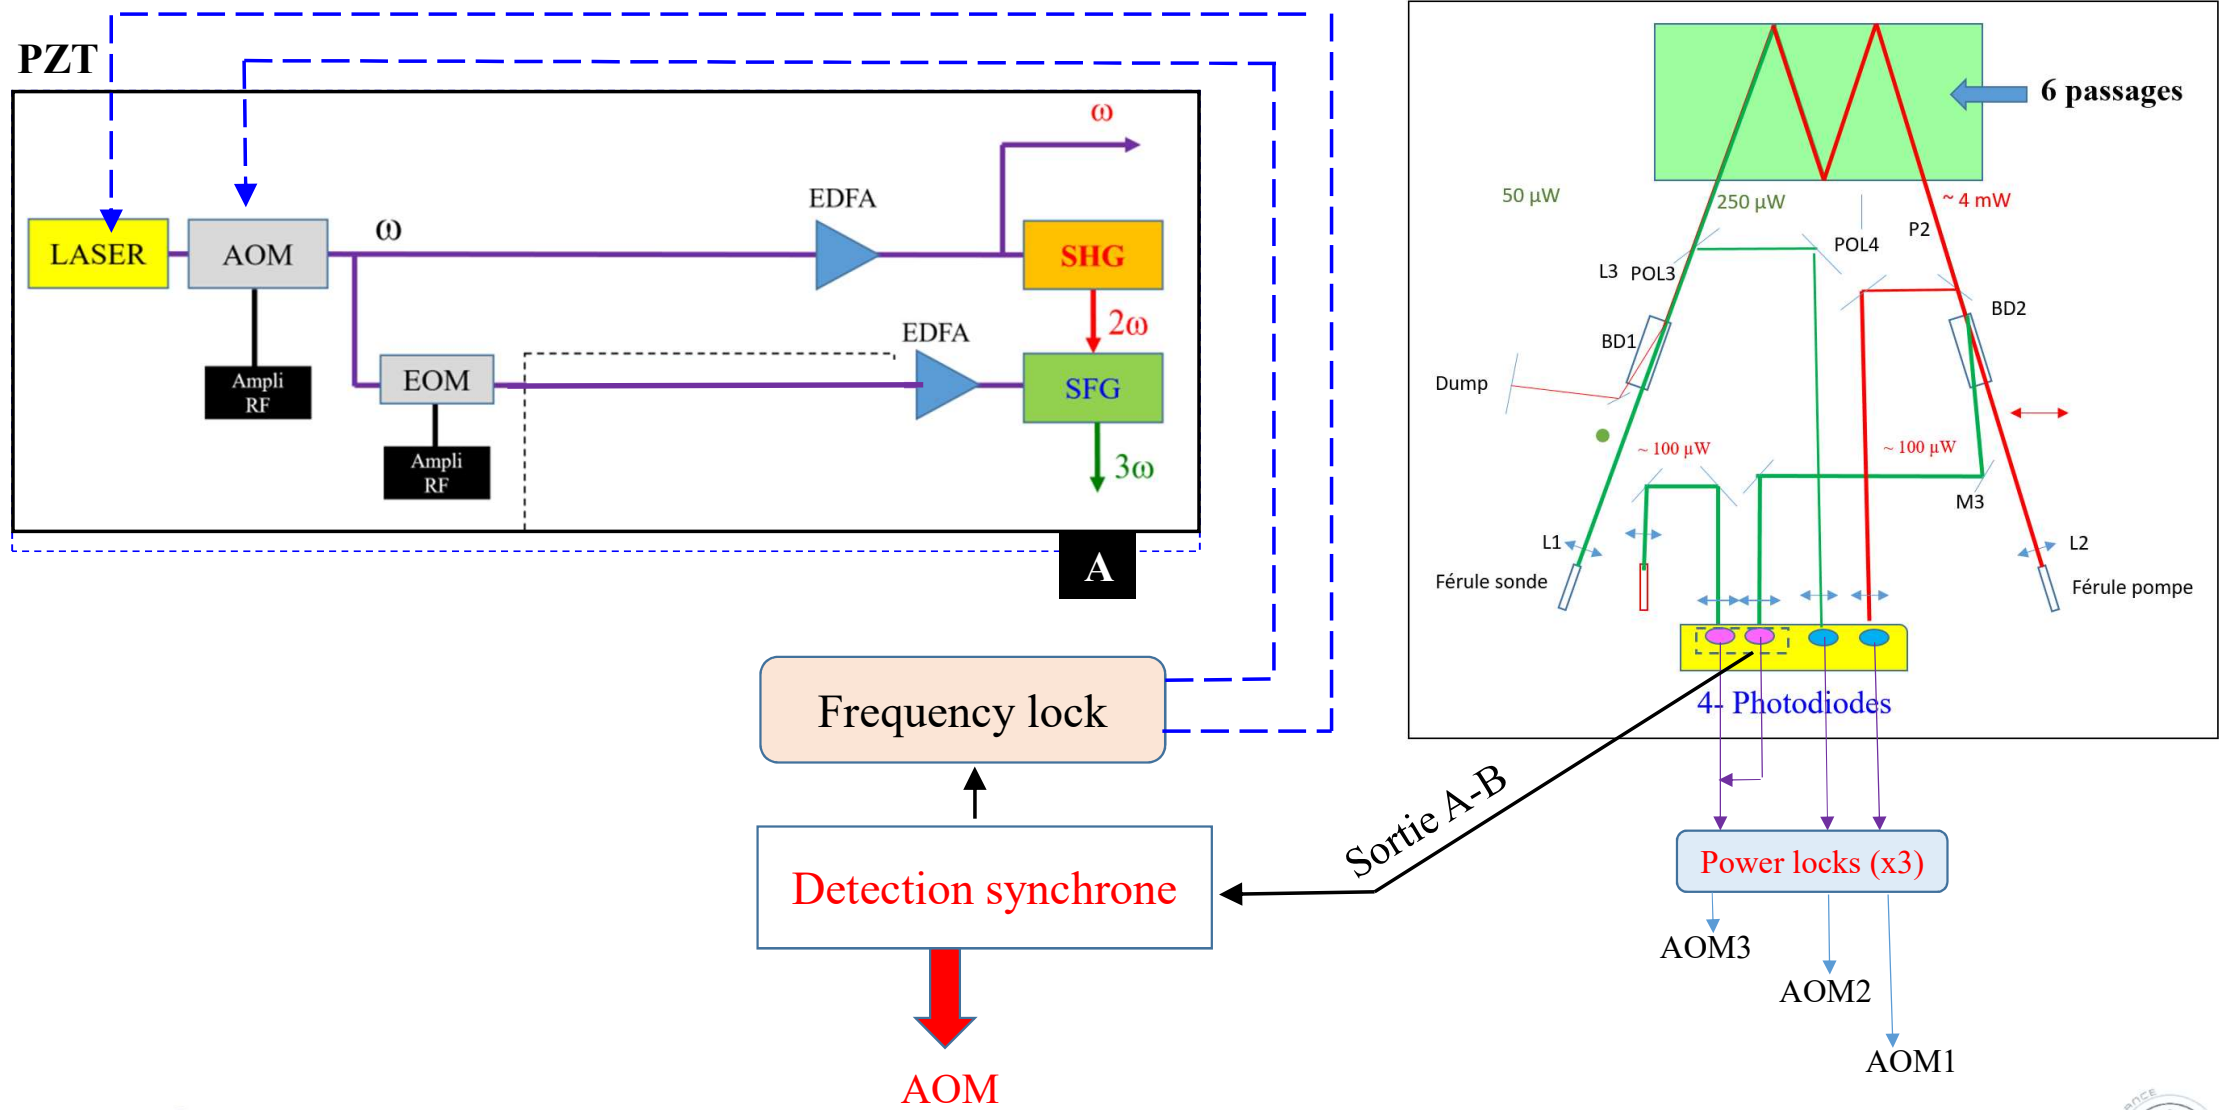 PZT
ω
LASER
AOM
ω
EDFA
SHG
2ω
Ampli
RF
EOM
EDFA
SFG
Ampli
RF
3ω
A
Frequency lock
Detection synchrone
AOM
Sortie A-B
6 passages
50 µW
250 µW
~ 4 mW
P2
POL4
L3
POL3
BD2
BD1
Dump
~ 100 µW
~ 100 µW
M3
L1
L2
Férule sonde
Férule pompe
4- Photodiodes
Power locks (x3)
AOM3
AOM2
AOM1